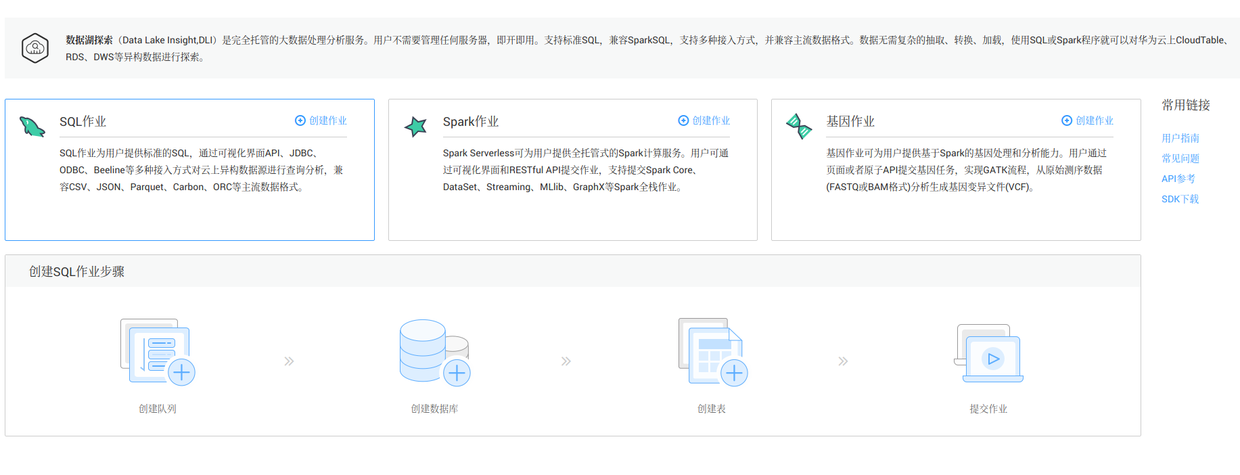 数据湖探索（Data Lake Insight,DLI）是完全托管的大数据处理分析服务。用户不需要管理任何服务器，即开即用。支持标准SQL，兼容SparkSQL，支持多种接入方式，并兼容主流数据格式。数据无需复杂的抽取、转换、加载，使用SQL或Spark程序就可以对华为云上CloudTable、
RDS、DWS等异构数据进行探索。
SQL作业
创建作业
SQL作业为用户提供标准的SQL，通过可视化界面API、JDBC、
ODBC、Beeline等多种接入方式对云上异构数据源进行查询分析，兼
容CSV、JSON、Parquet、Carbon、ORC等主流数据格式。
Spark作业
创建作业
Spark Serverless可为用户提供全托管式的Spark计算服务。用户可通
过可视化界面和RESTful API提交作业，支持提交Spark Core、
DataSet、Streaming、MLlib、GraphX等Spark全栈作业。
基因作业
创建作业
基因作业可为用户提供基于Spark的基因处理和分析能力。用户通过
页面或者原子API提交基因任务，实现GATK流程，从原始测序数据
(FASTQ或BAM格式)分析生成基因变异文件(VCF)。
常用链接
用户指南
常见问题
API参考
SDK下载
创建SQL作业步骤
创建队列
创建数据库
创建表
提交作业